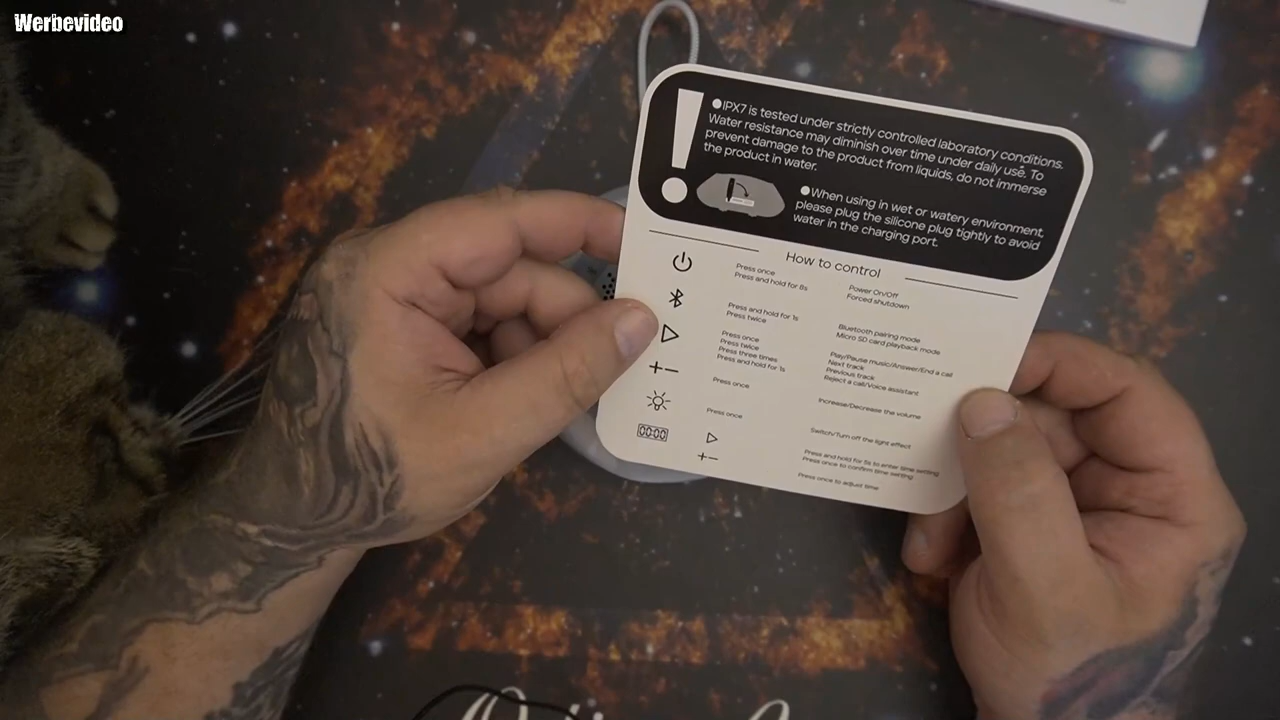 Werbevideo
●IPX7 is tested under strictly controlled laboratory conditions.
Water resistance may diminish over time under daily use. To
prevent damage to the product from liquids, do not immerse
the product in water.
●When using in wet or watery environment,
please plug the silicone plug tightly to avoid
water in the charging port.
How to control
Press once
Press and hold for 8s
Power On/Off
Forced shutdown
Press and hold for 1s
Press twice
Bluetooth pairing mode
Micro SD card playback mode
Press once
Press twice
Press three times
Press and hold for 1s
Play/Pause music/Answer/End a call
Next track
Previous track
Reject a call/Voice assistant
+−
Press once
Increase/Decrease the volume
Press once
Switch/Turn off the light effect
00:00
Press and hold for 5s to enter time setting
Press once to confirm time setting
+−
Press once to adjust time